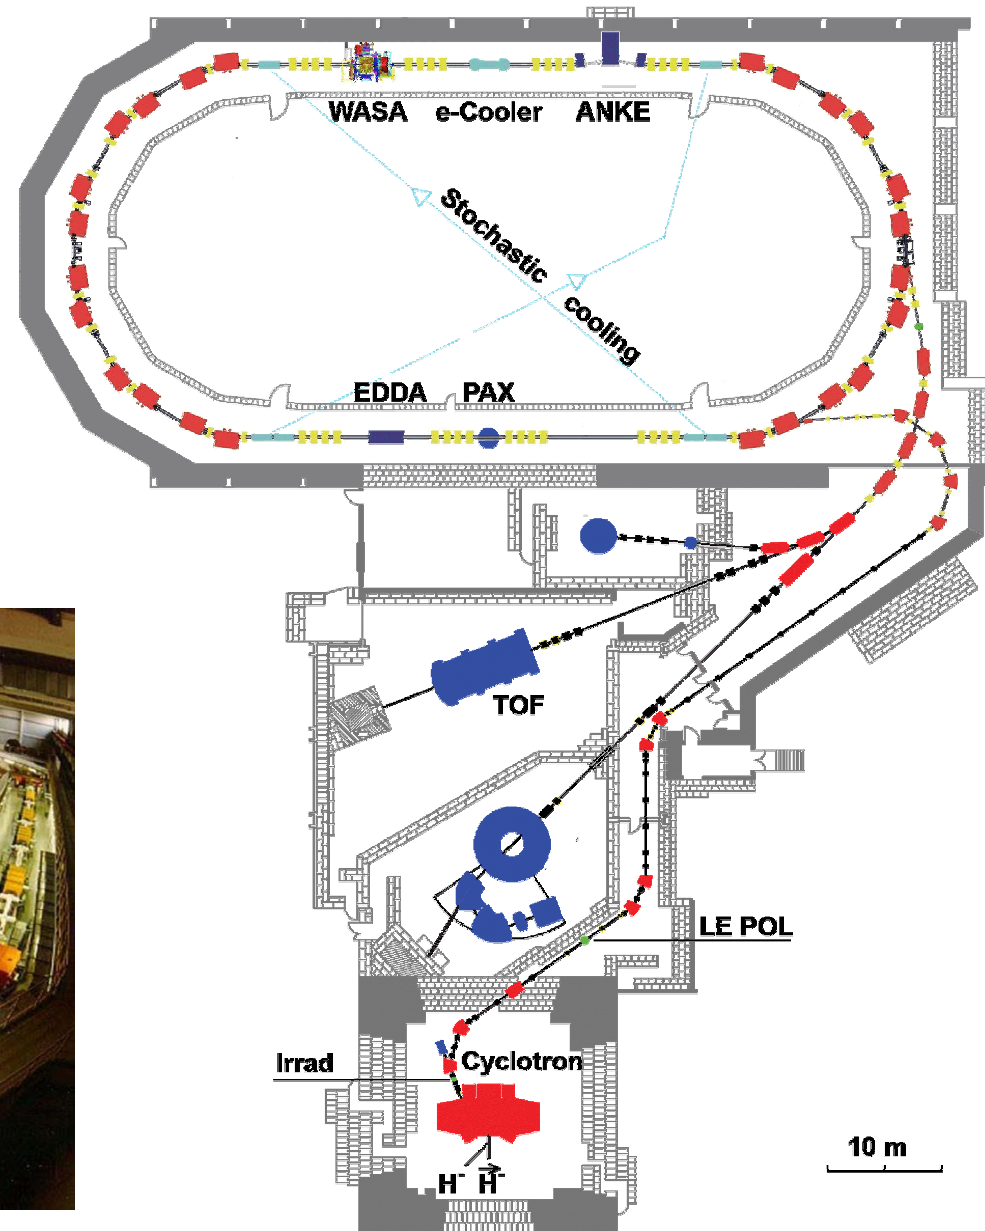 WASA e-Cooler ANKE
Stochastic cooling
EDDA PAX
TOF
LE POL
Irrad
Cyclotron
10 m
H⁻ H⃗⁻